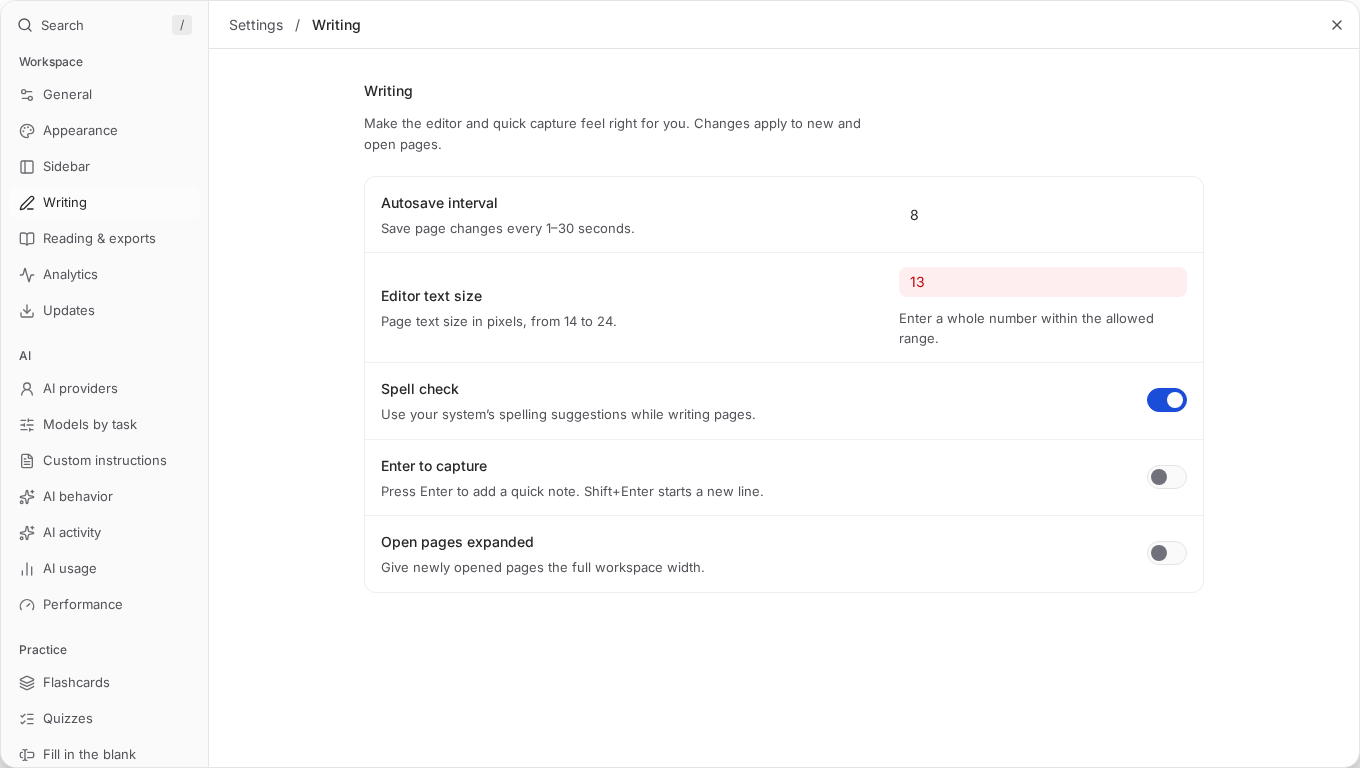 Search
/
Workspace
General
Appearance
Sidebar
Writing
Reading & exports
Analytics
Updates
AI
AI providers
Models by task
Custom instructions
AI behavior
AI activity
AI usage
Performance
Practice
Flashcards
Quizzes
Fill in the blank
Settings / Writing
Writing
Make the editor and quick capture feel right for you. Changes apply to new and
open pages.
Autosave interval
Save page changes every 1–30 seconds.
8
Editor text size
Page text size in pixels, from 14 to 24.
13
Enter a whole number within the allowed
range.
Spell check
Use your system’s spelling suggestions while writing pages.
Enter to capture
Press Enter to add a quick note. Shift+Enter starts a new line.
Open pages expanded
Give newly opened pages the full workspace width.